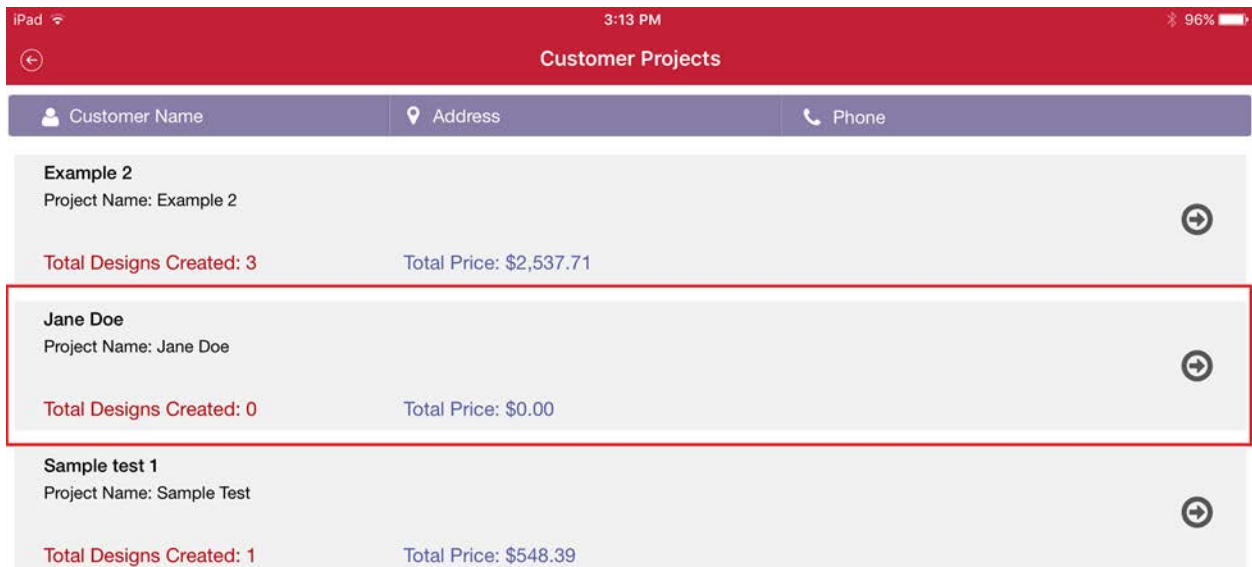 iPad 3:13 PM 96%
Customer Projects
Customer Name Address Phone
Example 2
Project Name: Example 2
Total Designs Created: 3 Total Price: $2,537.71
Jane Doe
Project Name: Jane Doe
Total Designs Created: 0 Total Price: $0.00
Sample test 1
Project Name: Sample Test
Total Designs Created: 1 Total Price: $548.39